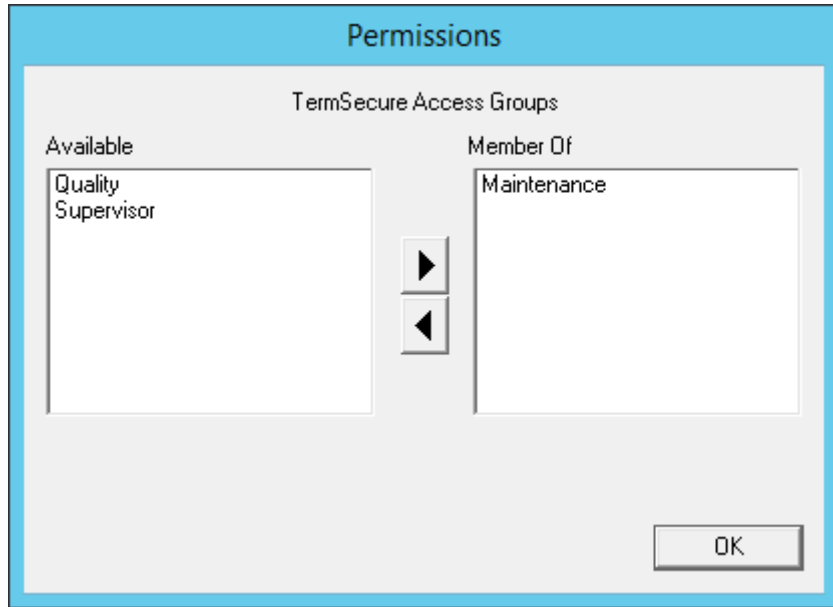 Permissions
TermSecure Access Groups
Available
Member Of
Quality
Supervisor
Maintenance
OK